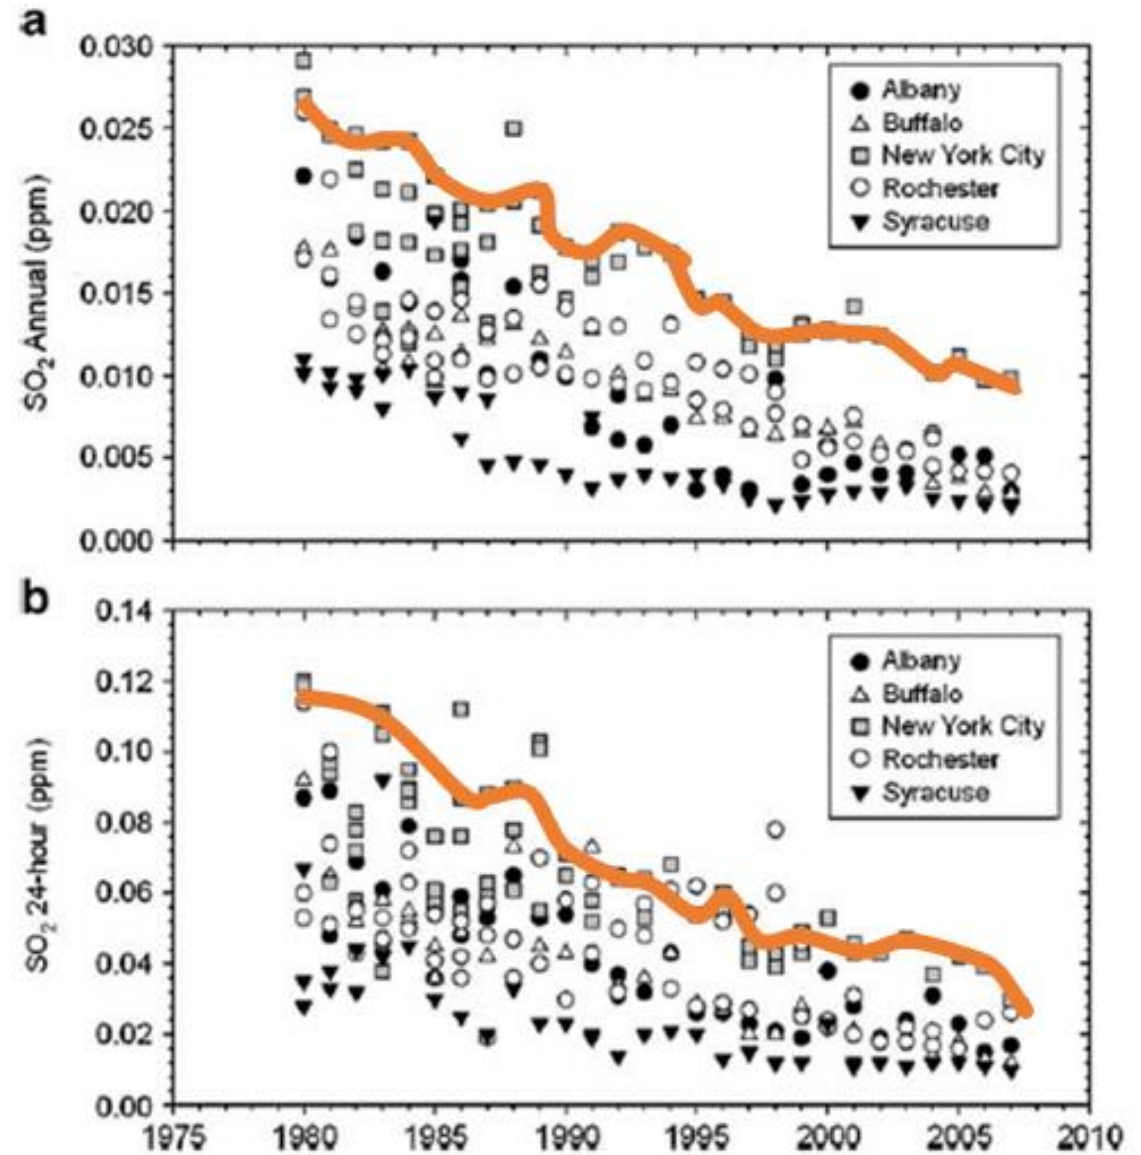 a
0.030
0.025
0.020
0.015
0.010
0.005
0.000
SO2 Annual (ppm)
Albany
Buffalo
New York City
Rochester
Syracuse
b
0.14
0.12
0.10
0.08
0.06
0.04
0.02
0.00
SO2 24-hour (ppm)
Albany
Buffalo
New York City
Rochester
Syracuse
1975 1980 1985 1990 1995 2000 2005 2010